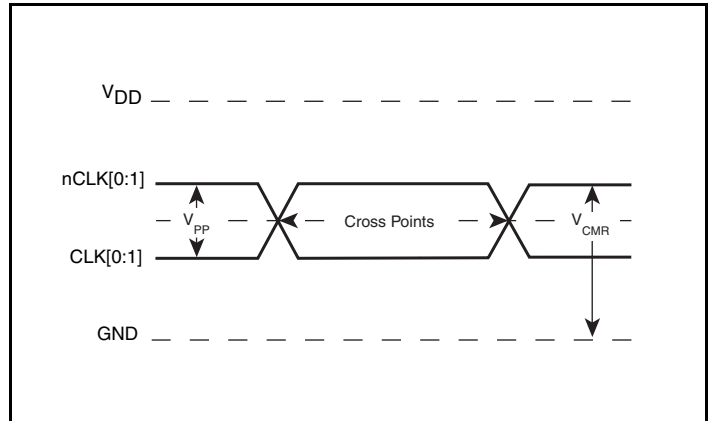 VDD
nCLK[0:1]
VPP
Cross Points
VCMR
CLK[0:1]
GND